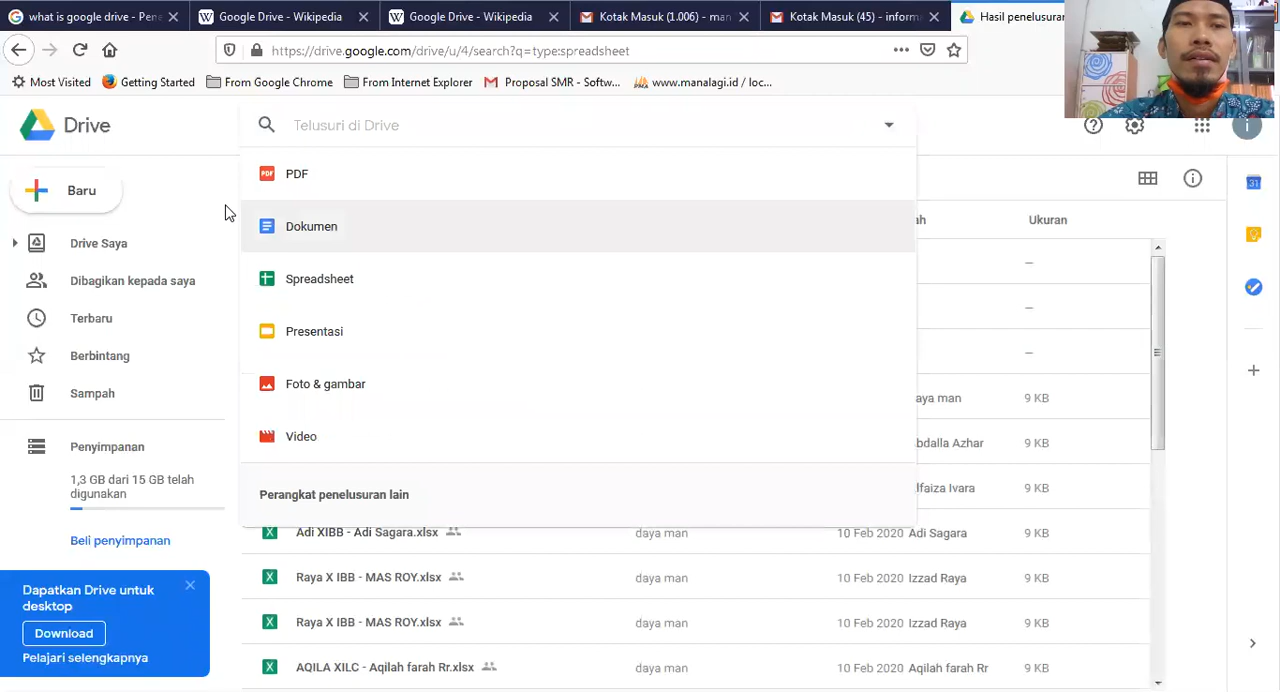 what is google drive - Pene
Google Drive - Wikipedia
Google Drive - Wikipedia
Kotak Masuk (1.006) - man
Kotak Masuk (45) - inform
Hasil penelusuran
https://drive.google.com/drive/u/4/search?q=type:spreadsheet
Most Visited
Getting Started
From Google Chrome
From Internet Explorer
Proposal SMR - Softw...
www.manalagi.id / loc...
Drive
Telusuri di Drive
i
Baru
Drive Saya
Dibagikan kepada saya
Terbaru
Berbintang
Sampah
Penyimpanan
1,3 GB dari 15 GB telah
digunakan
Beli penyimpanan
Dapatkan Drive untuk
desktop
Download
Pelajari selengkapnya
PDF
PDF
Dokumen
Spreadsheet
Presentasi
Foto & gambar
Video
Perangkat penelusuran lain
ah Ukuran
–
–
–
aya man 9 KB
bdalla Azhar 9 KB
lfaiza Ivara 9 KB
X Adi XIBB - Adi Sagara.xlsx daya man 10 Feb 2020 Adi Sagara 9 KB
X Raya X IBB - MAS ROY.xlsx daya man 10 Feb 2020 Izzad Raya 9 KB
X Raya X IBB - MAS ROY.xlsx daya man 10 Feb 2020 Izzad Raya 9 KB
X AQILA XILC - Aqilah farah Rr.xlsx daya man 10 Feb 2020 Aqilah farah Rr 9 KB
31